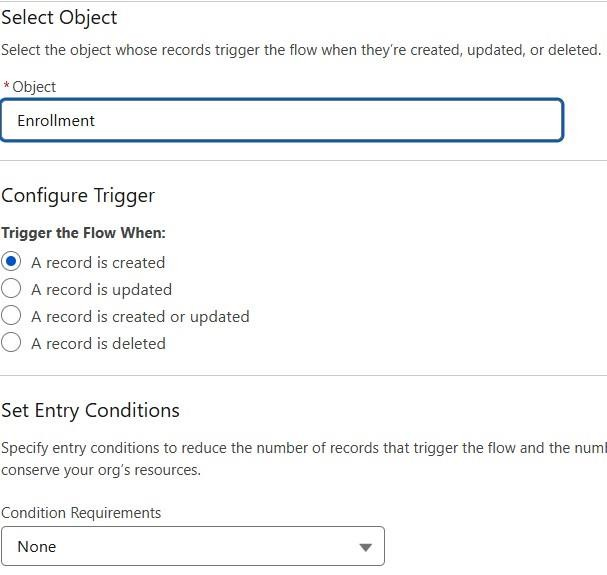 Select Object
Select the object whose records trigger the flow when they're created, updated, or deleted.
* Object
Enrollment
Configure Trigger
Trigger the Flow When:
A record is created
A record is updated
A record is created or updated
A record is deleted
Set Entry Conditions
Specify entry conditions to reduce the number of records that trigger the flow and the
conserve your org's resources.
Condition Requirements
None